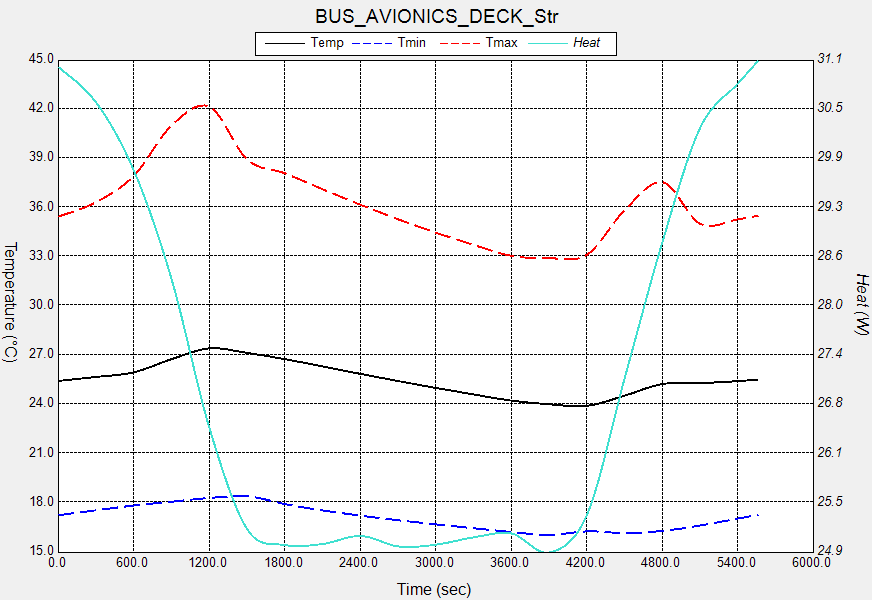 BUS_AVIONICS_DECK_Str
Temp Tmin Tmax Heat
45.0 31.1
42.0 30.5
39.0 29.9
36.0 29.3
33.0 28.6
30.0 28.0
27.0 27.4
24.0 26.8
21.0 26.1
18.0 25.5
15.0 24.9
Temperature (°C)
Heat (W)
0.0 600.0 1200.0 1800.0 2400.0 3000.0 3600.0 4200.0 4800.0 5400.0 6000.0
Time (sec)